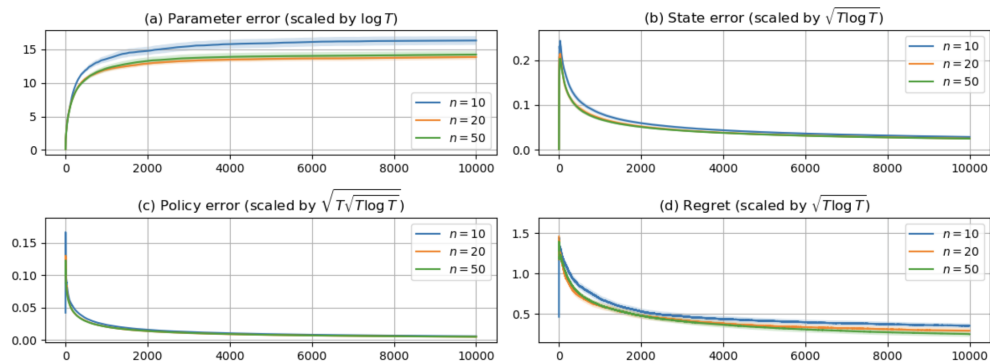 (a) Parameter error (scaled by log T)
15
10
5
0
n = 10
n = 20
n = 50
0 2000 4000 6000 8000 10000
(b) State error (scaled by √(T log T))
0.2
0.1
0.0
n = 10
n = 20
n = 50
0 2000 4000 6000 8000 10000
(c) Policy error (scaled by √(T√(T log T)))
0.15
0.10
0.05
0.00
n = 10
n = 20
n = 50
0 2000 4000 6000 8000 10000
(d) Regret (scaled by √(T log T))
1.5
1.0
0.5
0.0
n = 10
n = 20
n = 50
0 2000 4000 6000 8000 10000